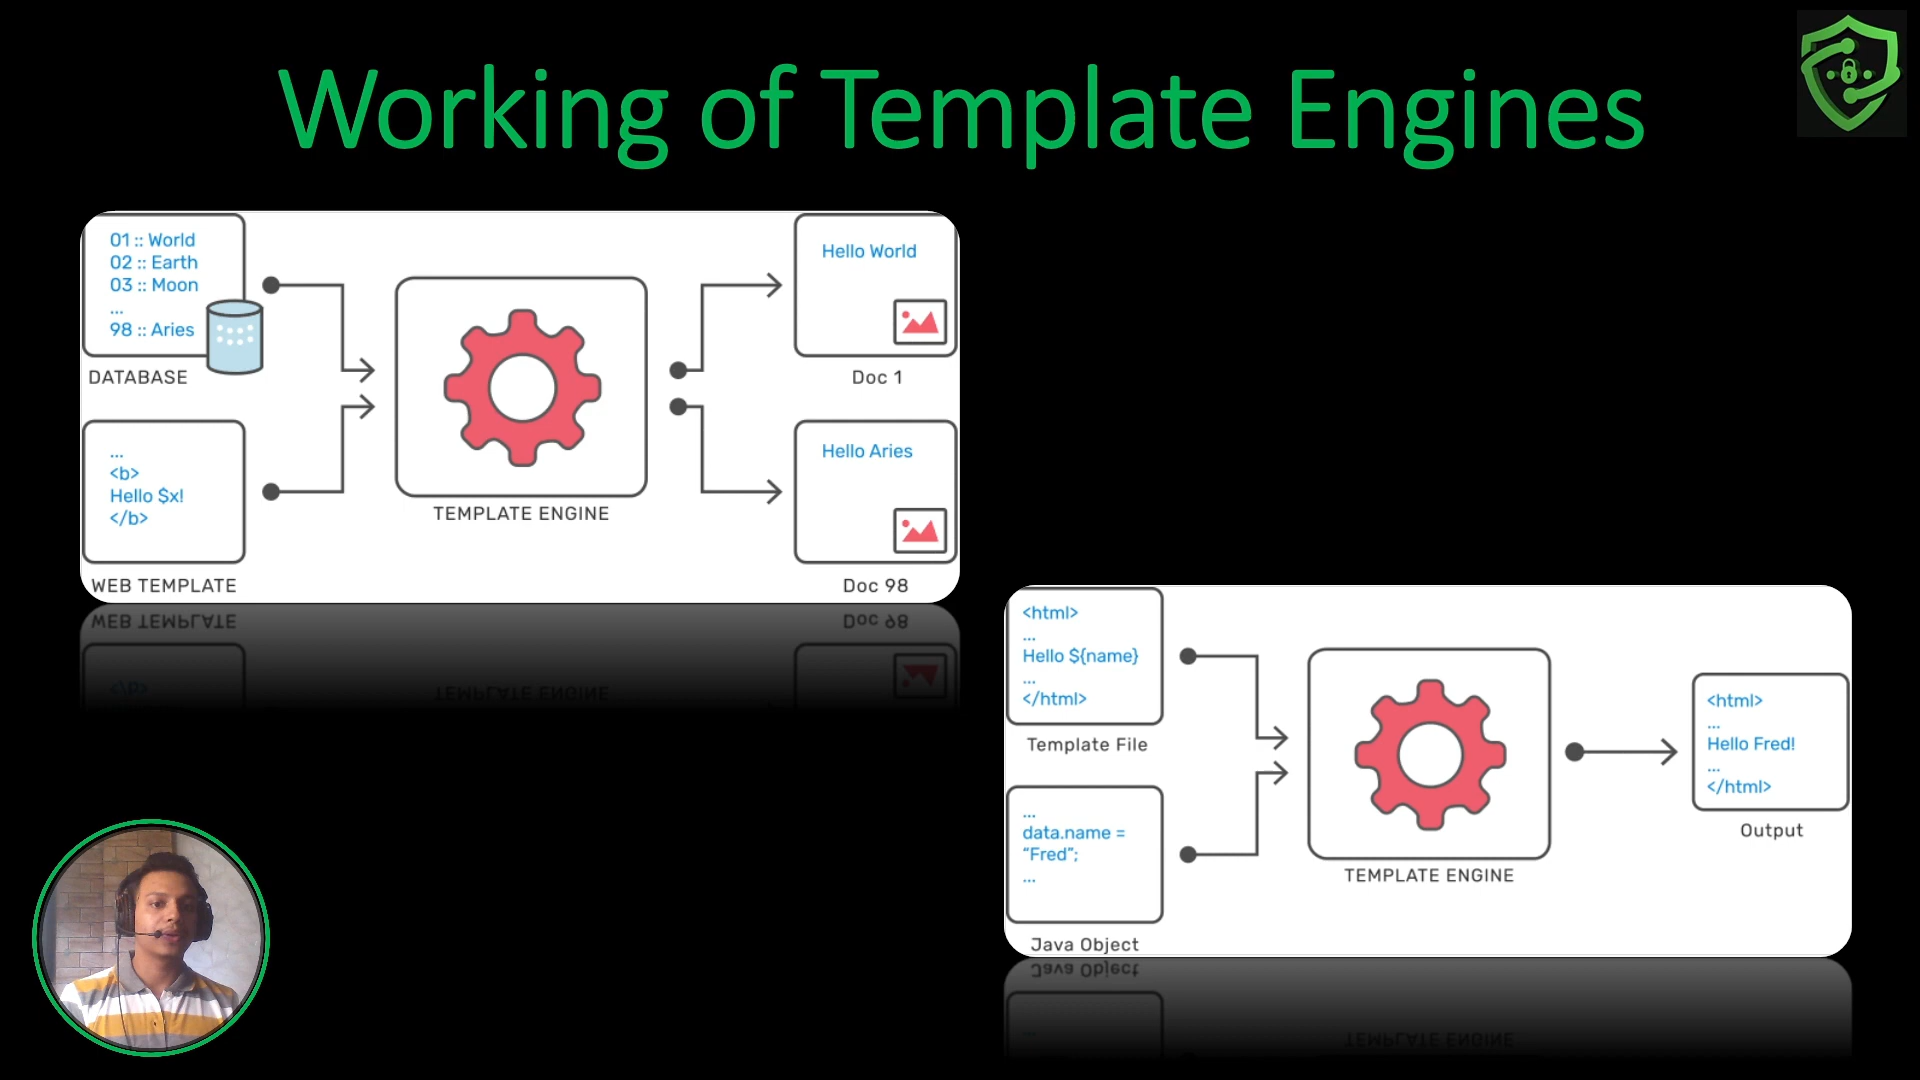 Working of Template Engines
01 :: World
02 :: Earth
03 :: Moon
...
98 :: Aries
DATABASE
...
<b>
Hello $x!
</b>
WEB TEMPLATE
TEMPLATE ENGINE
Hello World
Doc 1
Hello Aries
Doc 98
<html>
...
Hello ${name}
...
</html>
Template File
...
data.name =
“Fred”;
...
Java Object
TEMPLATE ENGINE
<html>
...
Hello Fred!
...
</html>
Output